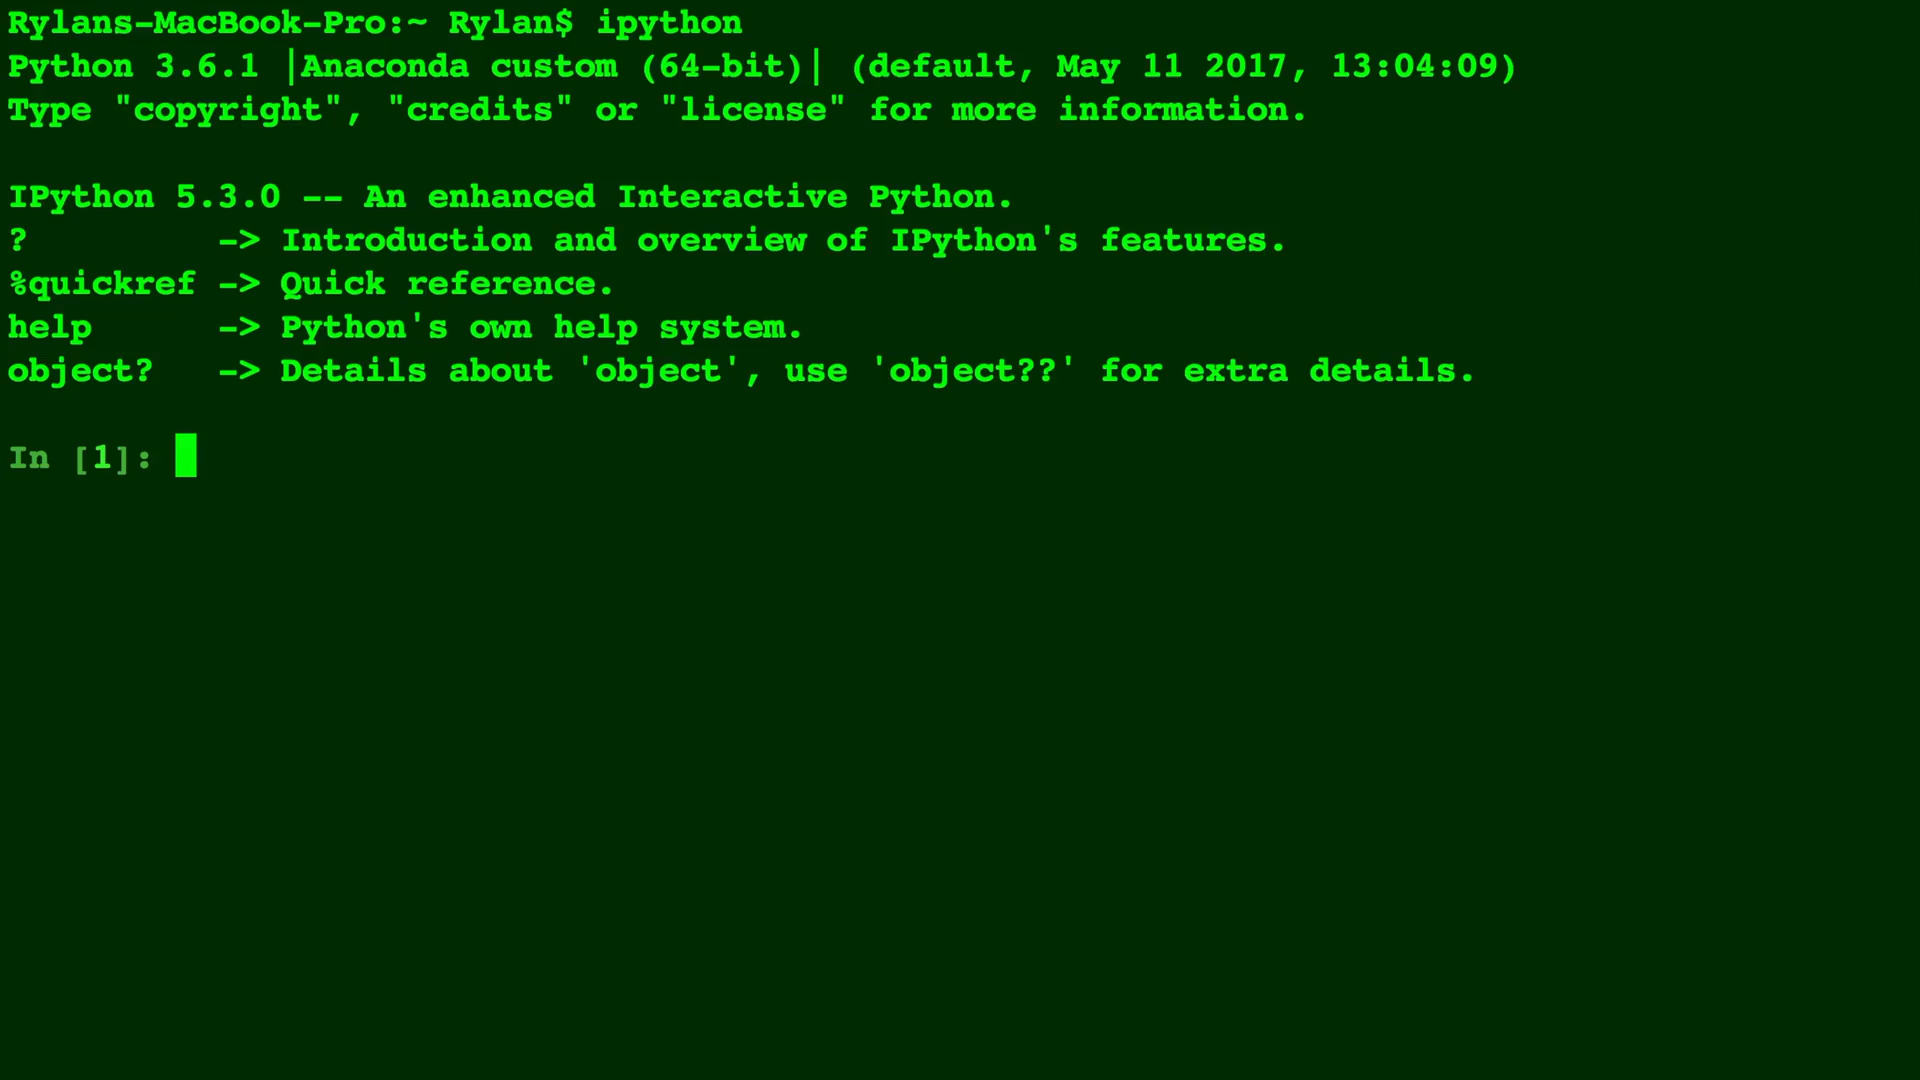 Rylans-MacBook-Pro:~ Rylan$ ipython
Python 3.6.1 |Anaconda custom (64-bit)| (default, May 11 2017, 13:04:09)
Type "copyright", "credits" or "license" for more information.

IPython 5.3.0 -- An enhanced Interactive Python.
?         -> Introduction and overview of IPython's features.
%quickref -> Quick reference.
help      -> Python's own help system.
object?   -> Details about 'object', use 'object??' for extra details.

In [1]: